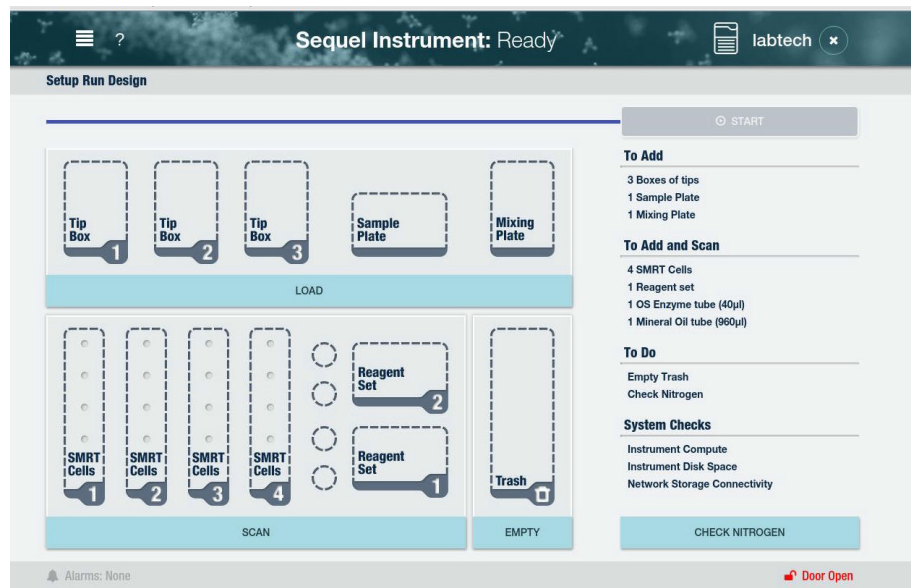 ? Sequel Instrument: Ready labtech
Setup Run Design
START
Tip
Box
1
Tip
Box
2
Tip
Box
3
Sample
Plate
Mixing
Plate
LOAD
SMRT
Cells
1
SMRT
Cells
2
SMRT
Cells
3
SMRT
Cells
4
Reagent
Set
2
Reagent
Set
1
SCAN
Trash
EMPTY
To Add
3 Boxes of tips
1 Sample Plate
1 Mixing Plate
To Add and Scan
4 SMRT Cells
1 Reagent set
1 OS Enzyme tube (40µl)
1 Mineral Oil tube (960µl)
To Do
Empty Trash
Check Nitrogen
System Checks
Instrument Compute
Instrument Disk Space
Network Storage Connectivity
CHECK NITROGEN
Alarms: None
Door Open